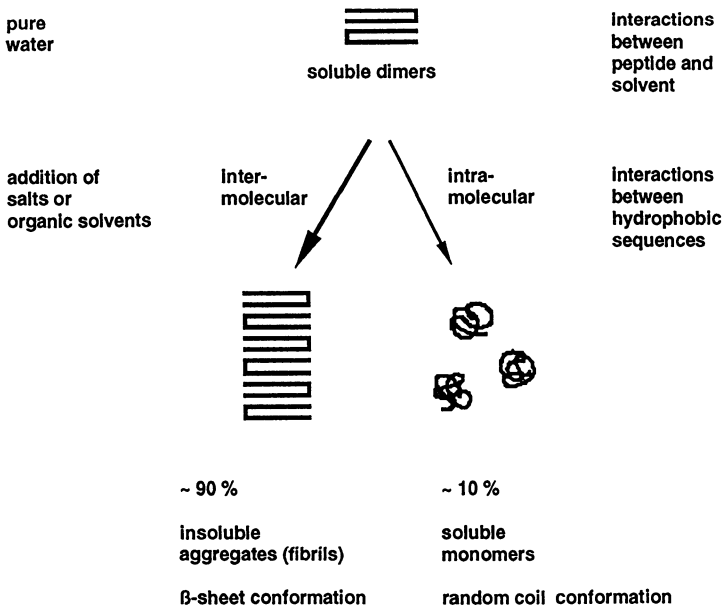 pure
water
soluble dimers
interactions
between
peptide and
solvent
addition of
salts or
organic solvents
inter-
molecular
intra-
molecular
interactions
between
hydrophobic
sequences
~ 90 %
~ 10 %
insoluble
aggregates (fibrils)
soluble
monomers
ß-sheet conformation
random coil conformation